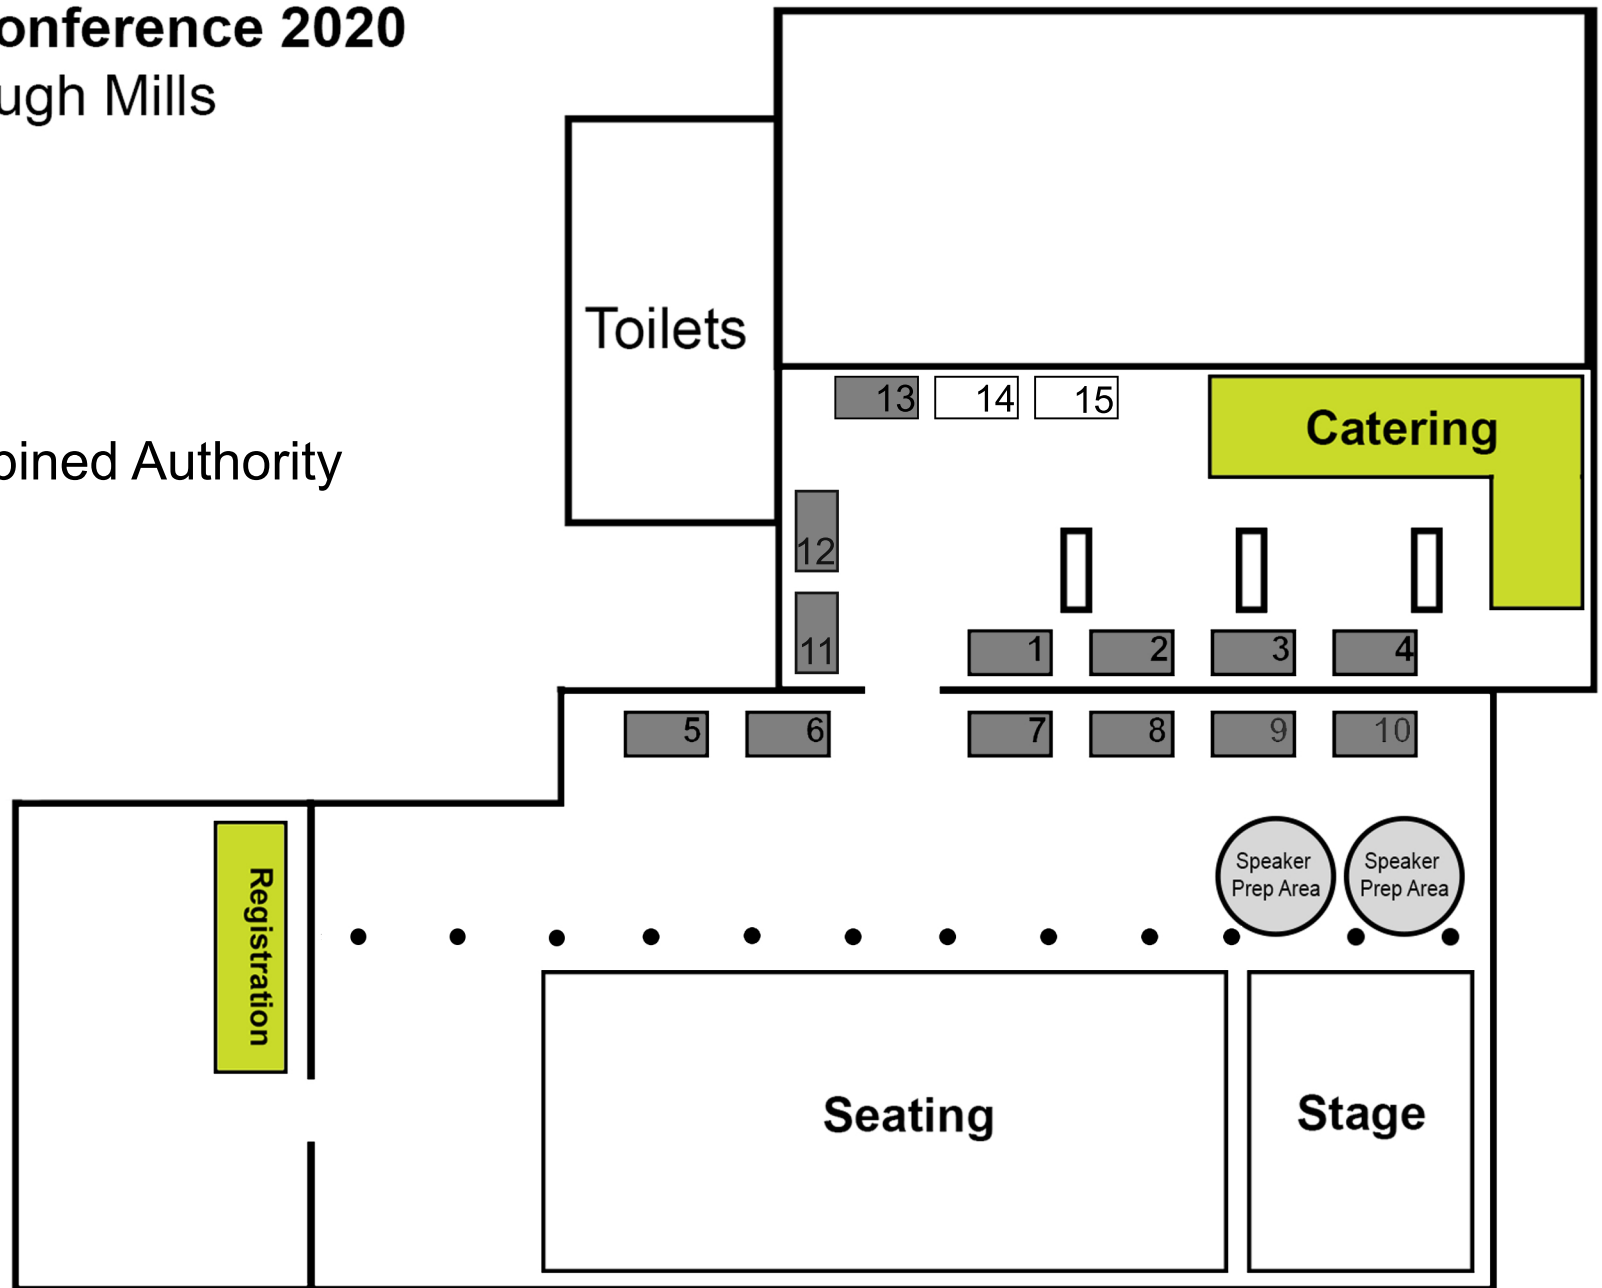 onference 2020
ugh Mills
Toilets
13 14 15
Catering
bined Authority
12
11
1 2 3 4
5 6 7 8 9 10
Speaker Prep Area
Speaker Prep Area
Registration
Seating
Stage